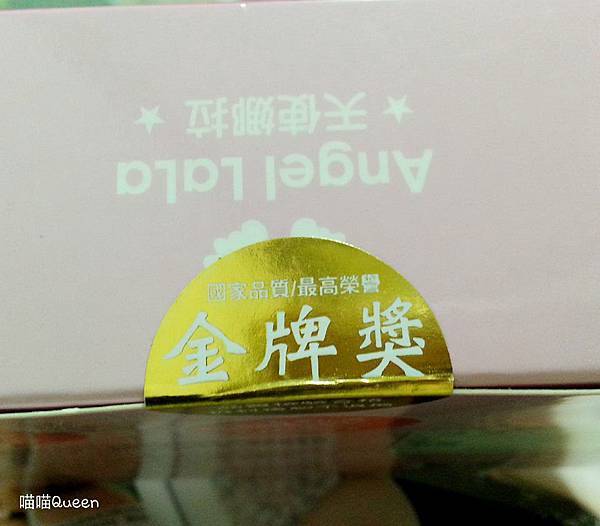 Angel LaLa
★ 天使娜拉 ★
國家品質/最高榮譽
金牌獎
喵喵Queen